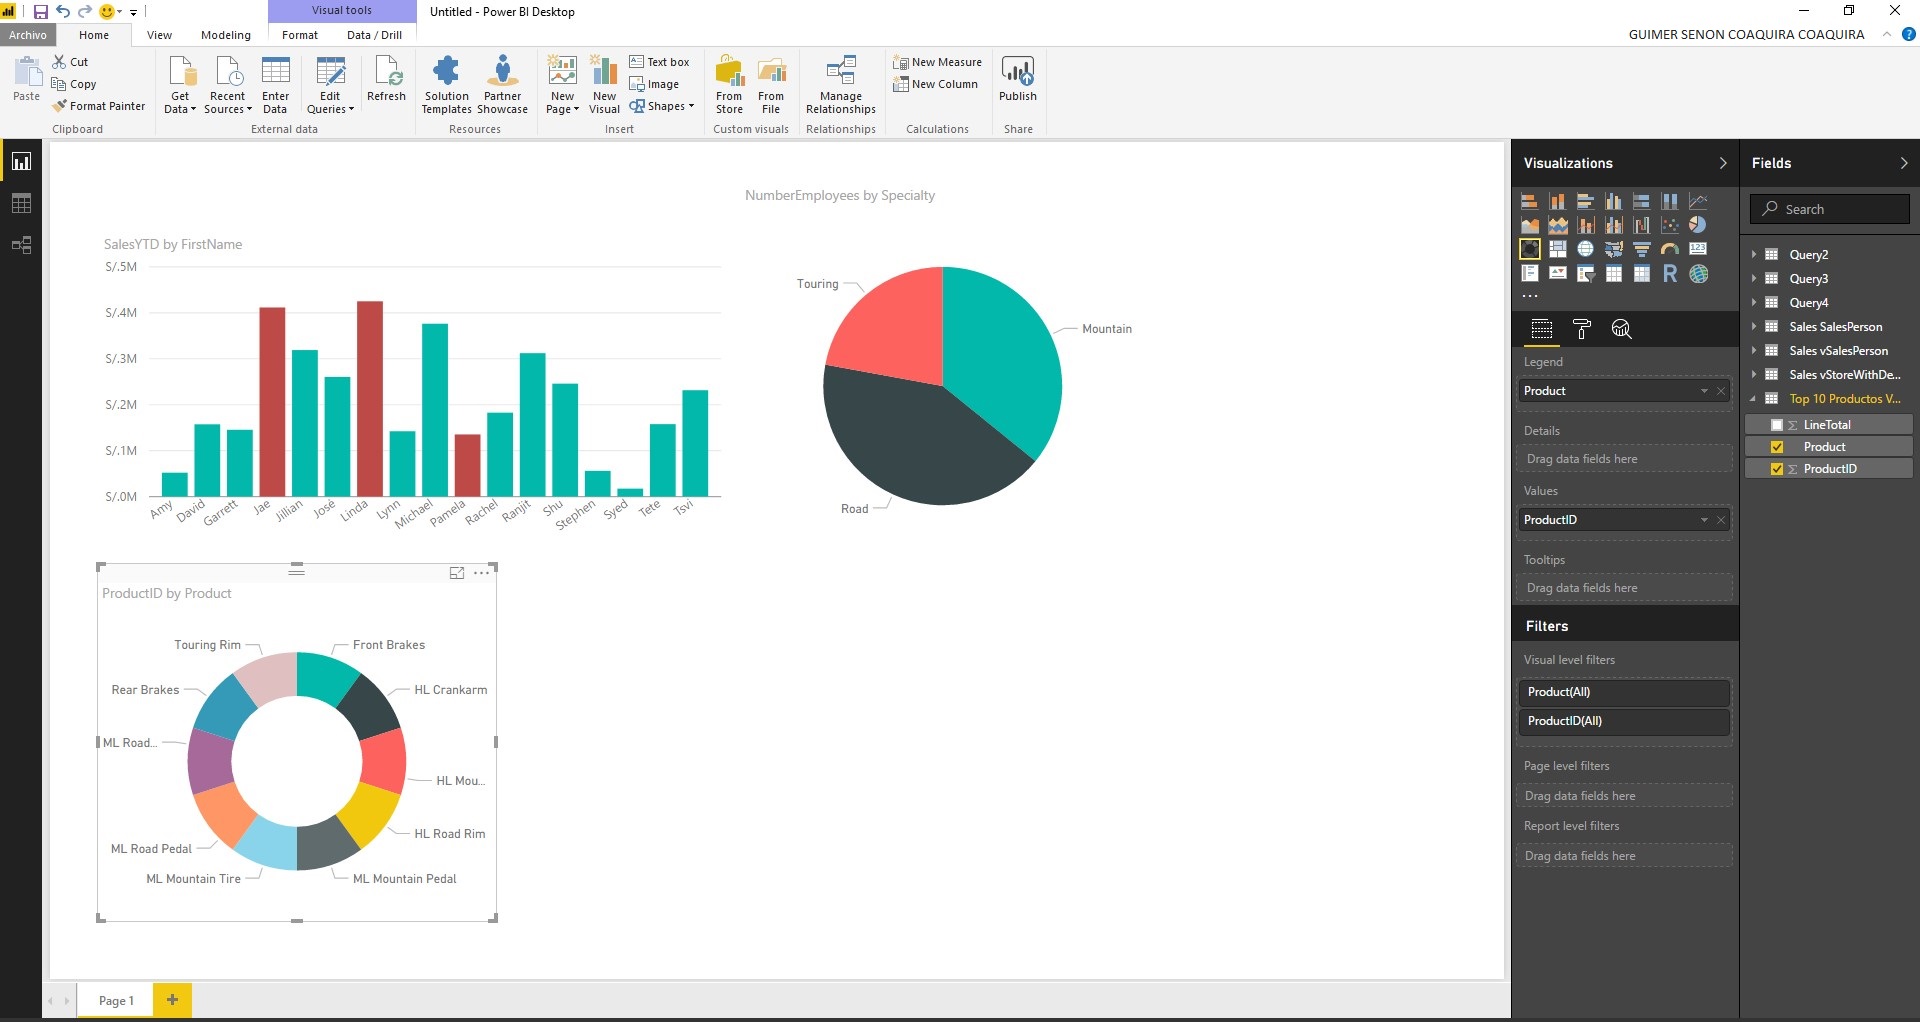 Visual tools
Untitled - Power BI Desktop
Archivo
Home
View
Modeling
Format
Data / Drill
GUIMER SENON COAQUIRA COAQUIRA
?
Paste
Cut
Copy
Format Painter
Clipboard
Get Data
Recent Sources
Enter Data
Edit Queries
Refresh
External data
Solution Templates
Partner Showcase
Resources
New Page
New Visual
Text box
Image
Shapes
Insert
From Store
From File
Custom visuals
Manage Relationships
Relationships
New Measure
New Column
Calculations
Publish
Share
SalesYTD by FirstName
S/.5M
S/.4M
S/.3M
S/.2M
S/.1M
S/.0M
Amy
David
Garrett
Jae
Jillian
José
Linda
Lynn
Michael
Pamela
Rachel
Ranjit
Shu
Stephen
Syed
Tete
Tsvi
NumberEmployees by Specialty
Touring
Mountain
Road
ProductID by Product
Touring Rim
Front Brakes
Rear Brakes
HL Crankarm
ML Road...
HL Mou...
HL Road Rim
ML Road Pedal
ML Mountain Tire
ML Mountain Pedal
Page 1
+
Visualizations
123
R
...
Legend
Product
Details
Drag data fields here
Values
ProductID
Tooltips
Drag data fields here
Filters
Visual level filters
Product(All)
ProductID(All)
Page level filters
Drag data fields here
Report level filters
Drag data fields here
Fields
Search
Query2
Query3
Query4
Sales SalesPerson
Sales vSalesPerson
Sales vStoreWithDe...
Top 10 Productos V...
Σ LineTotal
Product
Σ ProductID